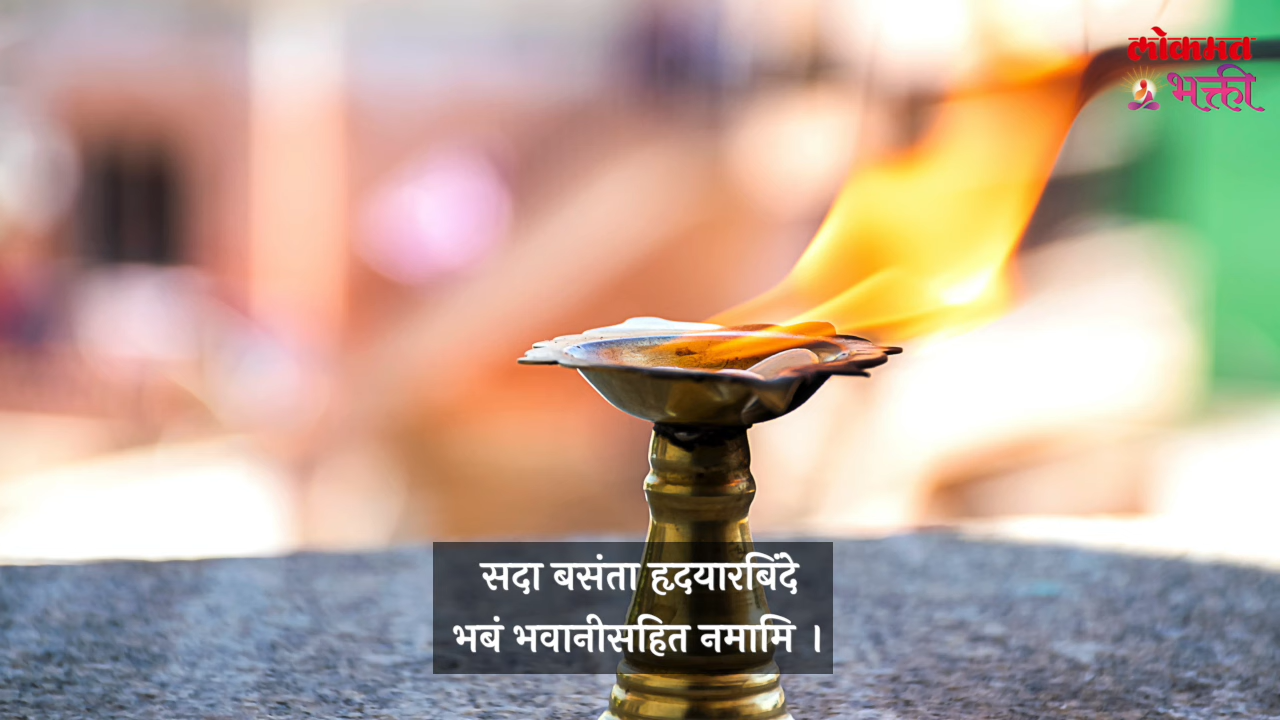 लोकमत
भक्ती
सदा बसंता हृदयारबिंदे
भबं भवानीसहित नमामि ।